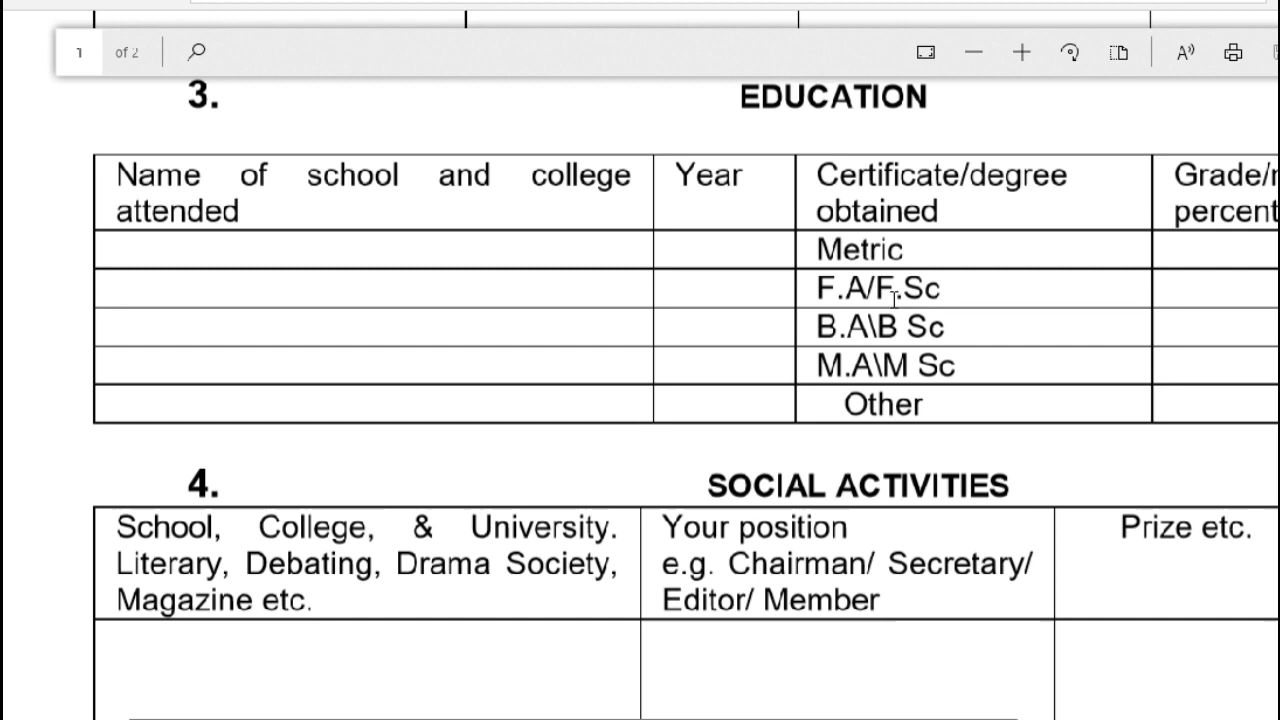 1 of 2
3. EDUCATION
Name of school and college
attended
Year
Certificate/degree
obtained
Grade/
percent
Metric
F.A/F.Sc
B.A\B Sc
M.A\M Sc
Other
4. SOCIAL ACTIVITIES
School, College, & University.
Literary, Debating, Drama Society,
Magazine etc.
Your position
e.g. Chairman/ Secretary/
Editor/ Member
Prize etc.